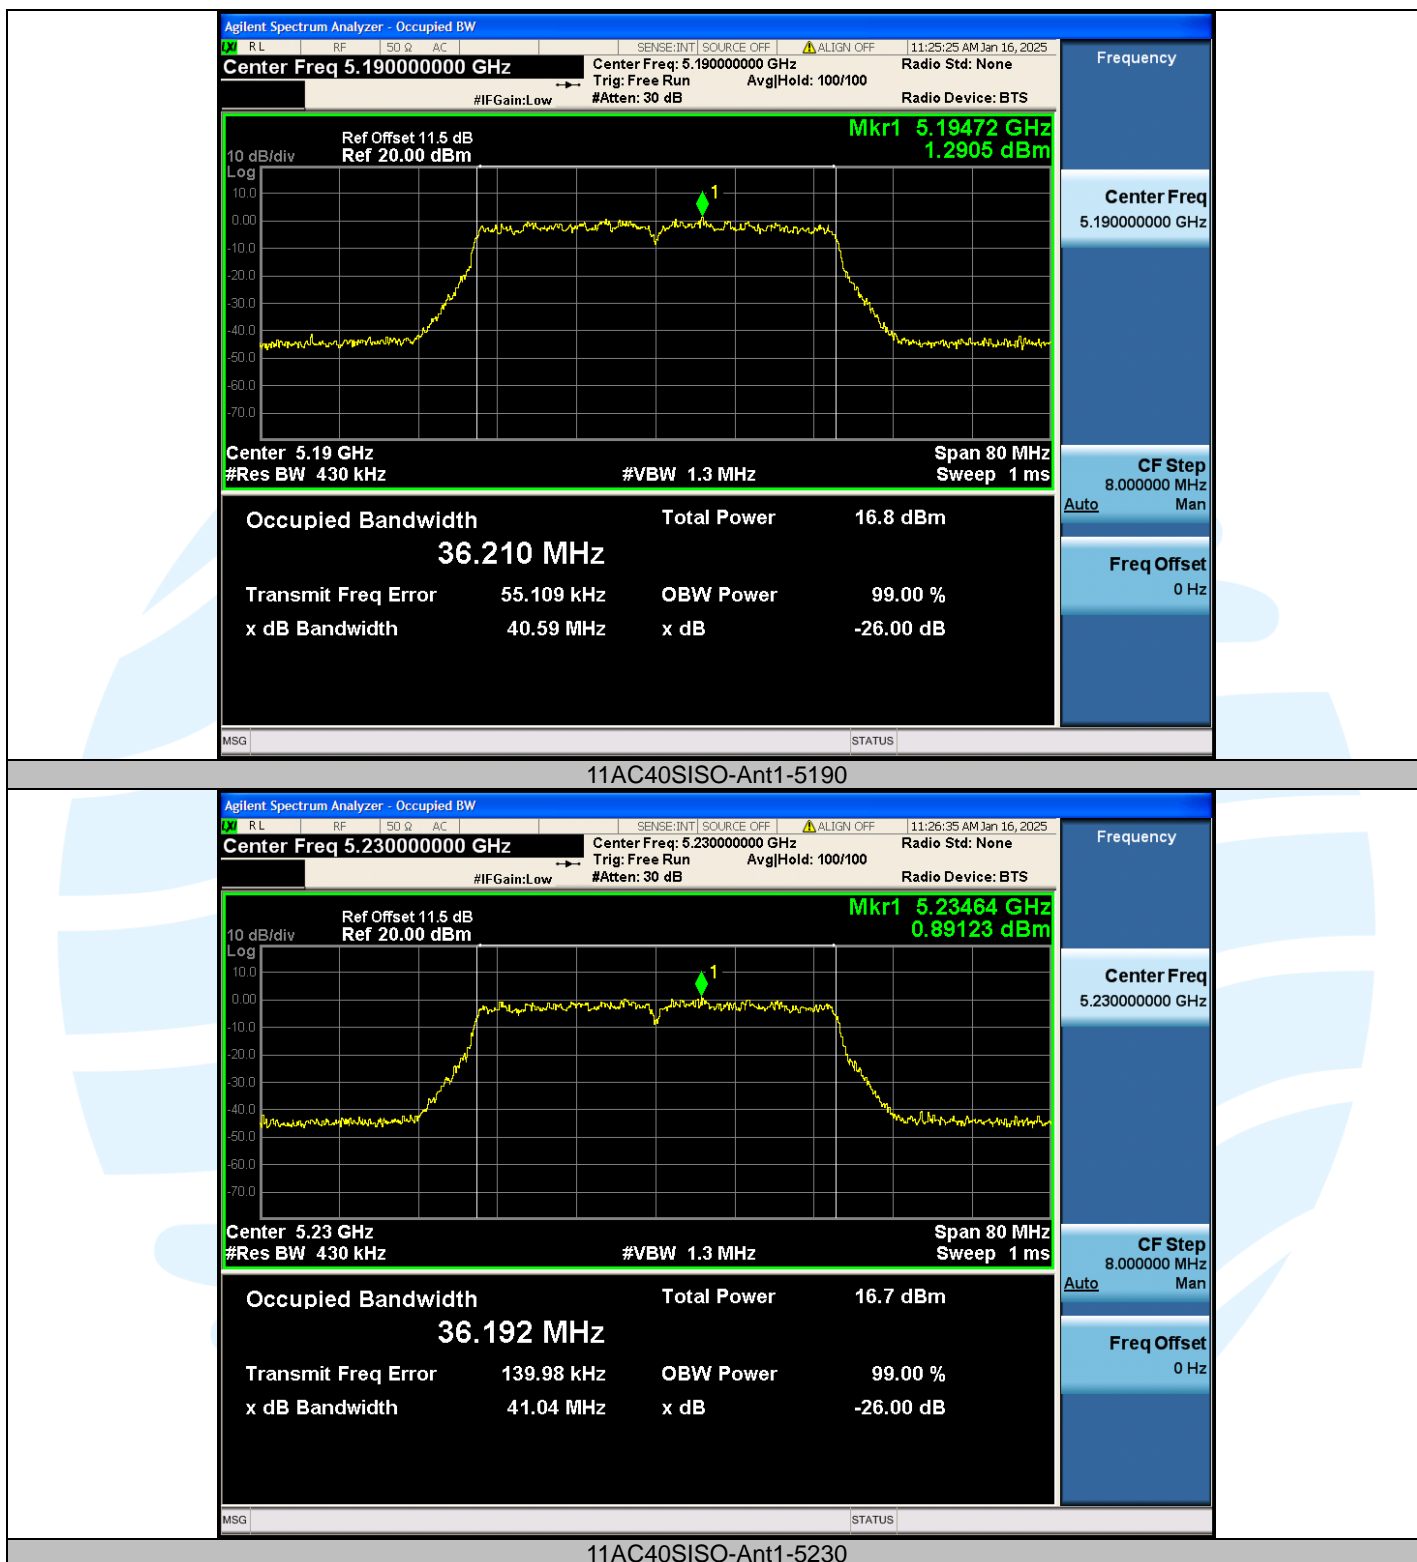 Agilent Spectrum Analyzer - Occupied BW
LXI RL RF 50 Ω AC SENSE:INT SOURCE OFF ALIGN OFF 11:25:25 AM Jan 16, 2025
Center Freq 5.190000000 GHz
Center Freq: 5.190000000 GHz Radio Std: None
Trig: Free Run Avg|Hold: 100/100
#IFGain:Low #Atten: 30 dB Radio Device: BTS
Frequency
Mkr1 5.19472 GHz
1.2905 dBm
Ref Offset 11.5 dB
10 dB/div Ref 20.00 dBm
Log
10.0
0.00
-10.0
-20.0
-30.0
-40.0
-50.0
-60.0
-70.0
1
Center 5.19 GHz Span 80 MHz
#Res BW 430 kHz #VBW 1.3 MHz Sweep 1 ms
Center Freq
5.190000000 GHz
CF Step
8.000000 MHz
Auto Man
Freq Offset
0 Hz
Occupied Bandwidth Total Power 16.8 dBm
36.210 MHz
Transmit Freq Error 55.109 kHz OBW Power 99.00 %
x dB Bandwidth 40.59 MHz x dB -26.00 dB
MSG STATUS
11AC40SISO-Ant1-5190
Agilent Spectrum Analyzer - Occupied BW
LXI RL RF 50 Ω AC SENSE:INT SOURCE OFF ALIGN OFF 11:26:35 AM Jan 16, 2025
Center Freq 5.230000000 GHz
Center Freq: 5.230000000 GHz Radio Std: None
Trig: Free Run Avg|Hold: 100/100
#IFGain:Low #Atten: 30 dB Radio Device: BTS
Frequency
Mkr1 5.23464 GHz
0.89123 dBm
Ref Offset 11.5 dB
10 dB/div Ref 20.00 dBm
Log
10.0
0.00
-10.0
-20.0
-30.0
-40.0
-50.0
-60.0
-70.0
1
Center 5.23 GHz Span 80 MHz
#Res BW 430 kHz #VBW 1.3 MHz Sweep 1 ms
Center Freq
5.230000000 GHz
CF Step
8.000000 MHz
Auto Man
Freq Offset
0 Hz
Occupied Bandwidth Total Power 16.7 dBm
36.192 MHz
Transmit Freq Error 139.98 kHz OBW Power 99.00 %
x dB Bandwidth 41.04 MHz x dB -26.00 dB
MSG STATUS
11AC40SISO-Ant1-5230